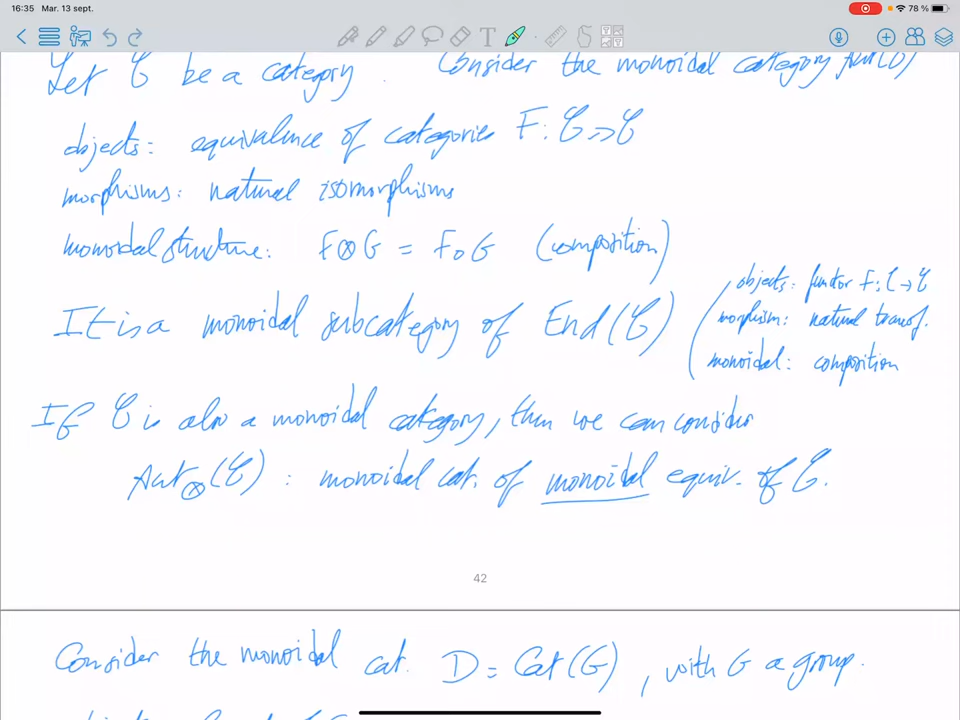 16:35 Mar. 13 sept. 78 %
Let C be a category. Consider the monoidal category Aut(C)
objects: equivalence of categories F: C → C
morphisms: natural isomorphisms
monoidal structure: F⊗G = F∘G (composition)
It is a monoidal subcategory of End(C)
objects: functor F: C → C
morphism: natural transf.
monoidal: composition
If C is also a monoidal category, then we can consider
Aut⊗(C): monoidal cat. of monoidal equiv. of C.
42
Consider the monoidal cat. D = Cat(G), with G a group.